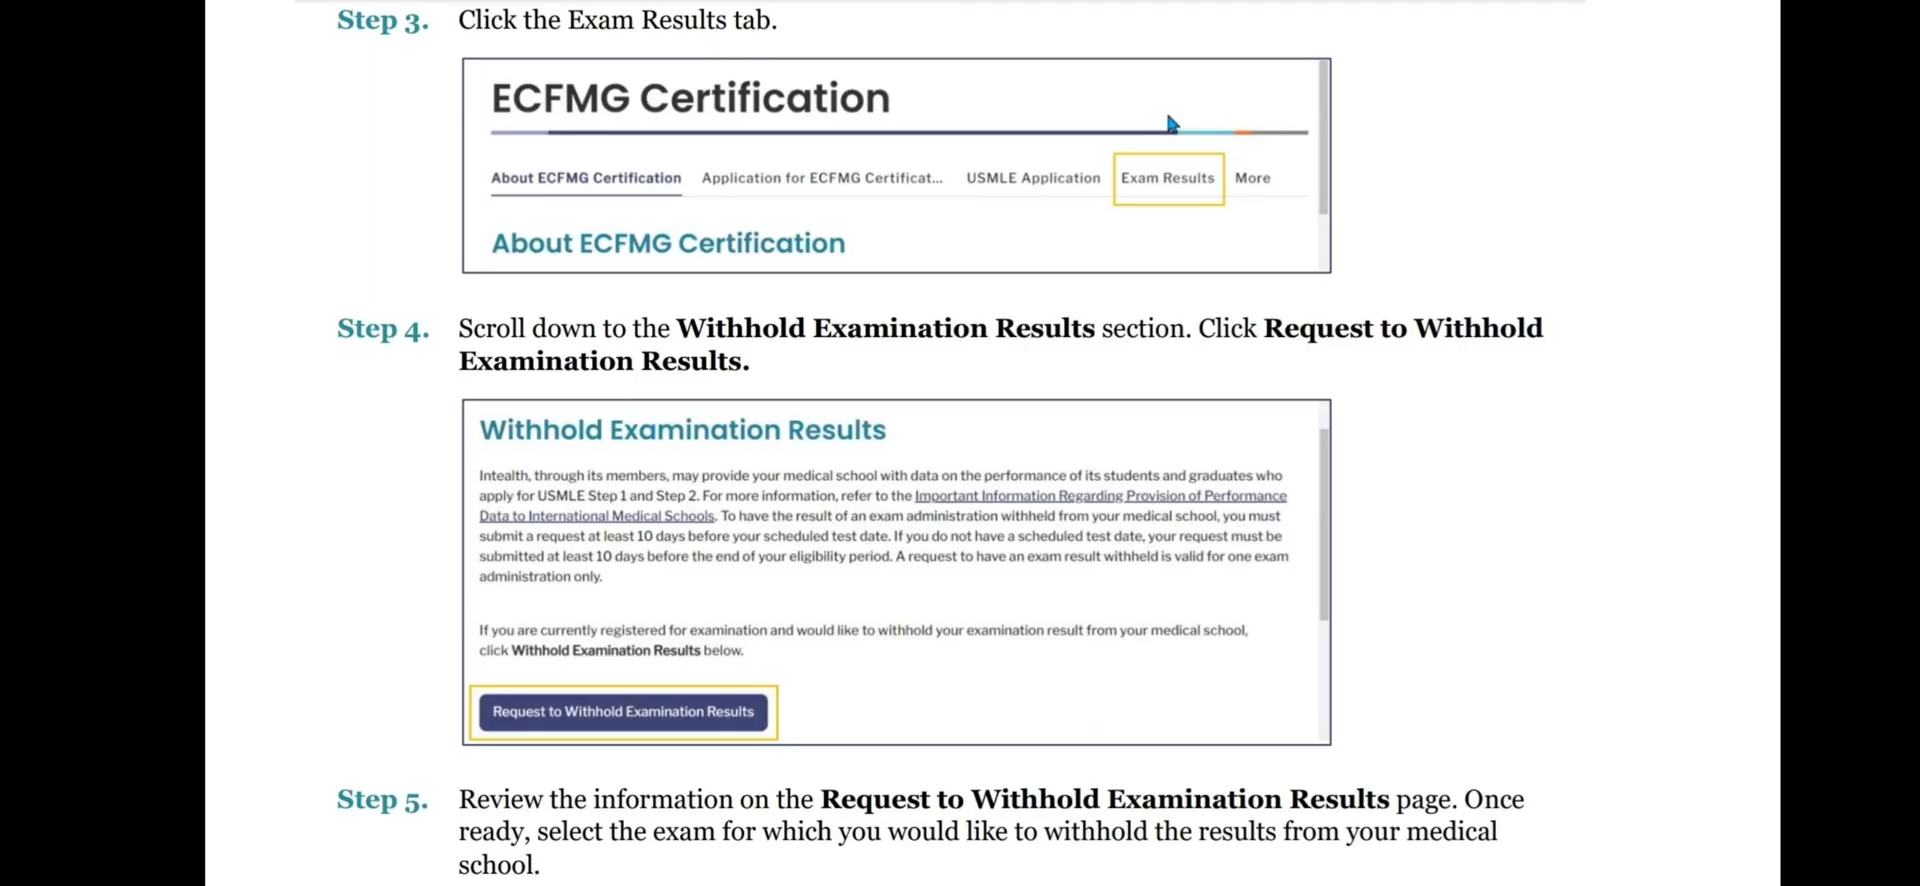 Step 3. Click the Exam Results tab.
ECFMG Certification
About ECFMG Certification Application for ECFMG Certificat... USMLE Application Exam Results More
About ECFMG Certification
Step 4. Scroll down to the Withhold Examination Results section. Click Request to Withhold
Examination Results.
Withhold Examination Results
Intealth, through its members, may provide your medical school with data on the performance of its students and graduates who
apply for USMLE Step 1 and Step 2. For more information, refer to the Important Information Regarding Provision of Performance
Data to International Medical Schools. To have the result of an exam administration withheld from your medical school, you must
submit a request at least 10 days before your scheduled test date. If you do not have a scheduled test date, your request must be
submitted at least 10 days before the end of your eligibility period. A request to have an exam result withheld is valid for one exam
administration only.
If you are currently registered for examination and would like to withhold your examination result from your medical school,
click Withhold Examination Results below.
Request to Withhold Examination Results
Step 5. Review the information on the Request to Withhold Examination Results page. Once
ready, select the exam for which you would like to withhold the results from your medical
school.